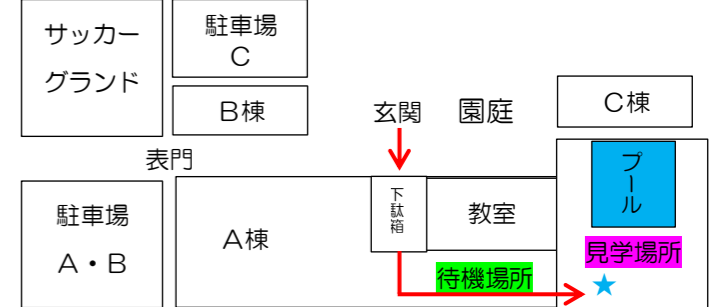 サッカー
グランド
駐車場
C
B棟
玄関
園庭
C棟
表門
プール
下駄箱
教室
駐車場
A・B
A棟
見学場所
待機場所
★